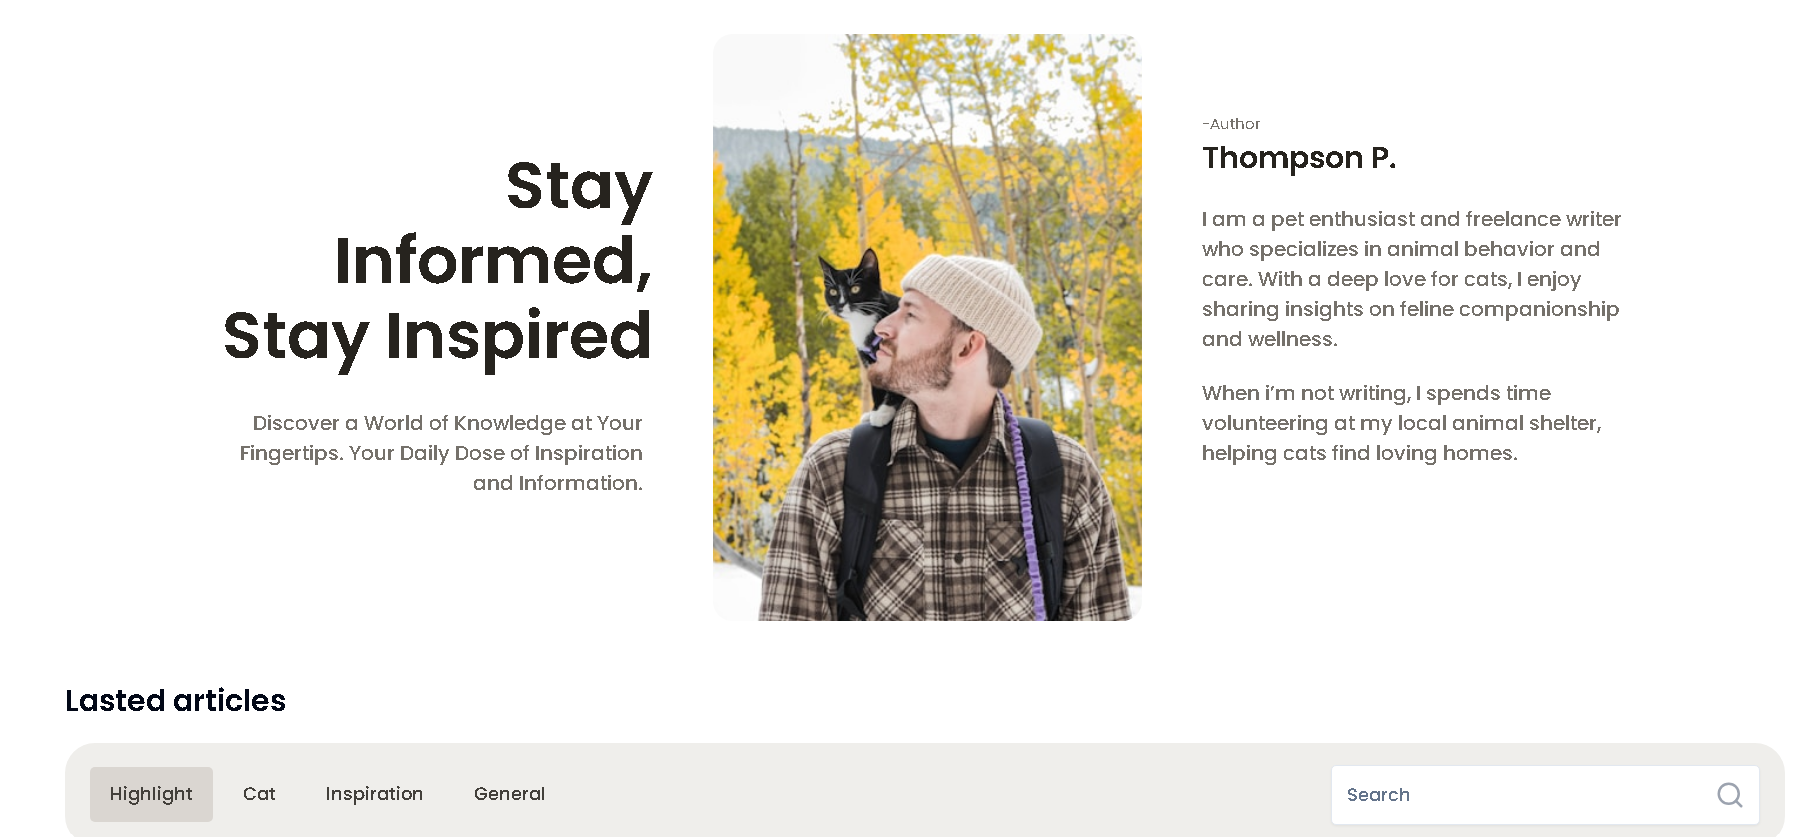 Stay
Informed,
Stay Inspired
Discover a World of Knowledge at Your
Fingertips. Your Daily Dose of Inspiration
and Information.
-Author
Thompson P.
I am a pet enthusiast and freelance writer
who specializes in animal behavior and
care. With a deep love for cats, I enjoy
sharing insights on feline companionship
and wellness.
When i’m not writing, I spends time
volunteering at my local animal shelter,
helping cats find loving homes.
Lasted articles
Highlight
Cat
Inspiration
General
Search